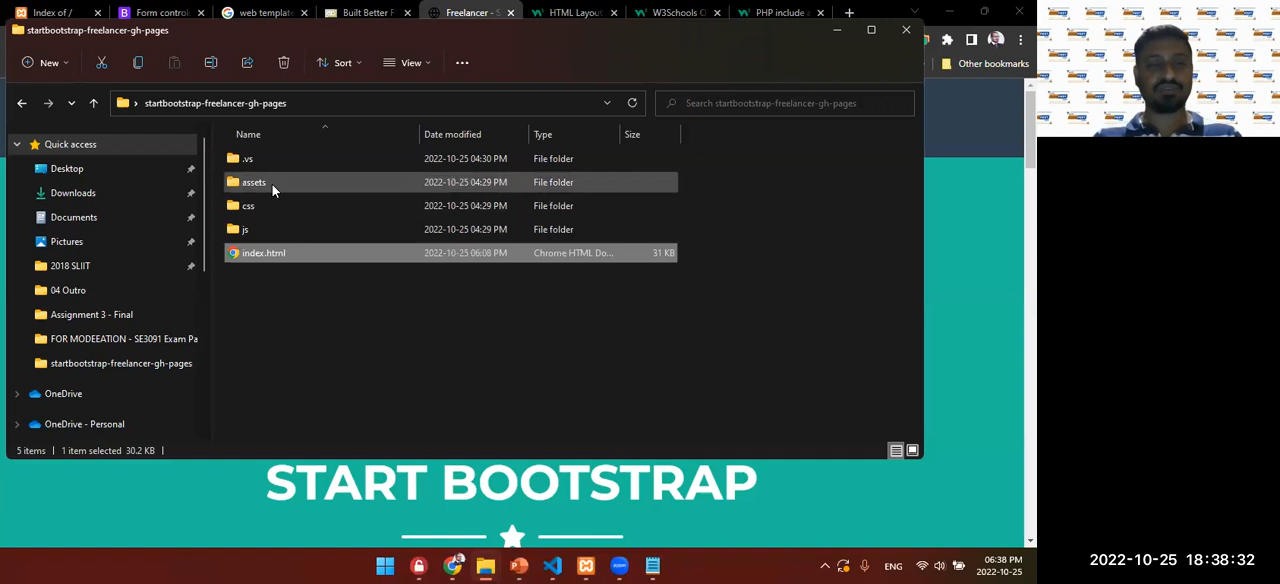 Index of /
Form control
web template
Built Better F
Freelancer - S
HTML Layout
W3Schools O
PHP include a
startbootstrap-freelancer-gh-pages
New
Sort
View
Other bookmarks
startbootstrap-freelancer-gh-pages
Search startbootstrap-freelancer-gh-pages
Name
Date modified
Type
Size
Quick access
Desktop
Downloads
Documents
Pictures
2018 SLIIT
04 Outro
Assignment 3 - Final
FOR MODEEATION - SE3091 Exam Pa
startbootstrap-freelancer-gh-pages
OneDrive
OneDrive - Personal
.vs 2022-10-25 04:30 PM File folder
assets 2022-10-25 04:29 PM File folder
css 2022-10-25 04:29 PM File folder
js 2022-10-25 04:29 PM File folder
index.html 2022-10-25 06:08 PM Chrome HTML Do... 31 KB
5 items 1 item selected 30.2 KB
START BOOTSTRAP
ENG
06:38 PM
2022-10-25
2022-10-25 18:38:32